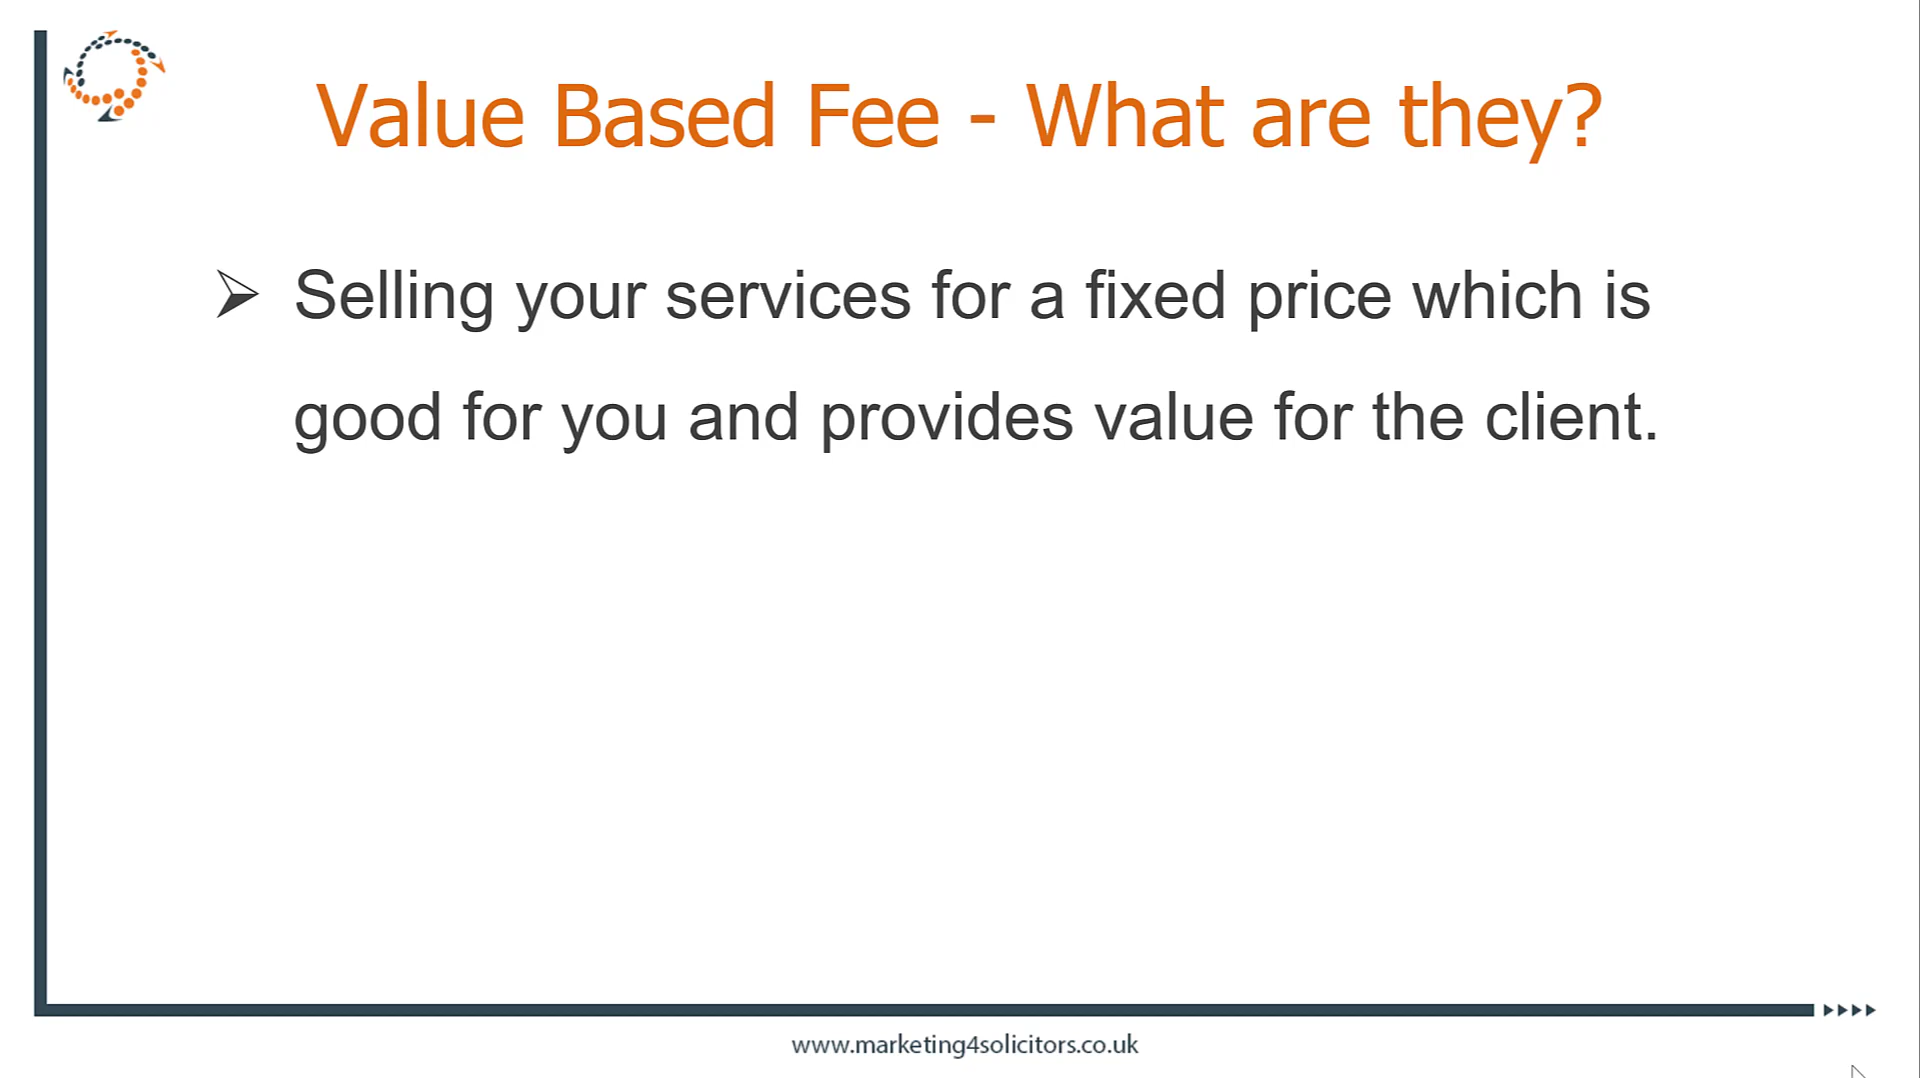 Value Based Fee - What are they?
➢ Selling your services for a fixed price which is
good for you and provides value for the client.
www.marketing4solicitors.co.uk